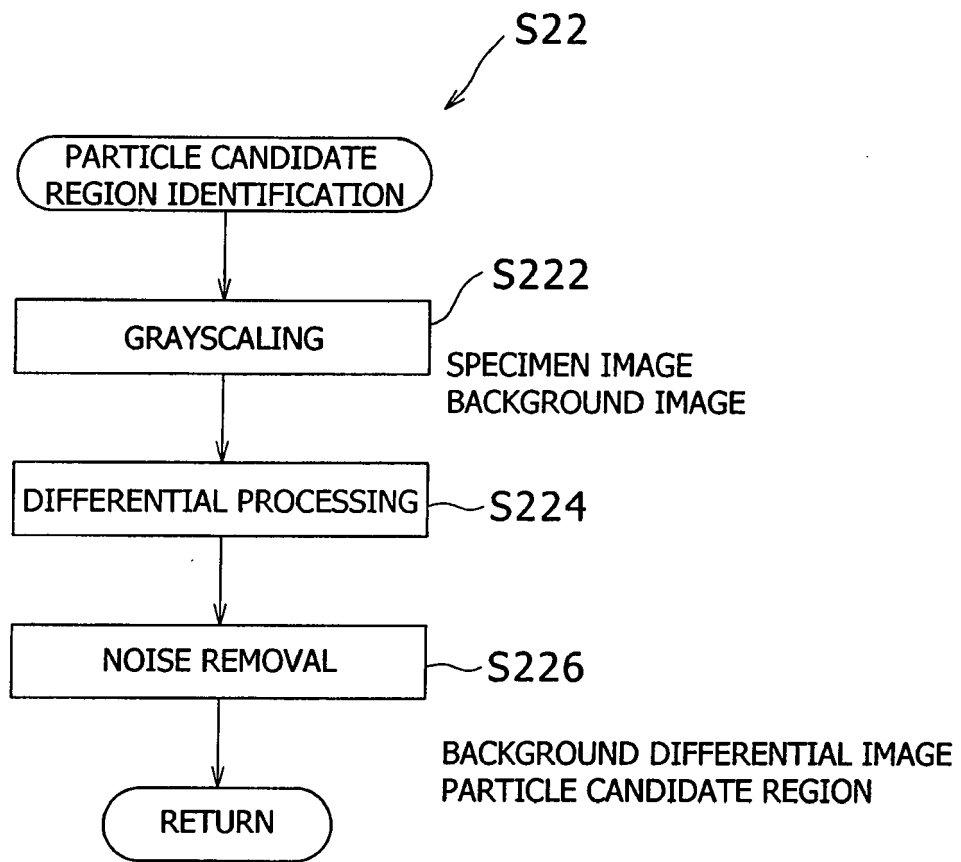 S22
PARTICLE CANDIDATE
REGION IDENTIFICATION
S222
GRAYSCALING
SPECIMEN IMAGE
BACKGROUND IMAGE
DIFFERENTIAL PROCESSING
S224
NOISE REMOVAL
S226
BACKGROUND DIFFERENTIAL IMAGE
PARTICLE CANDIDATE REGION
RETURN